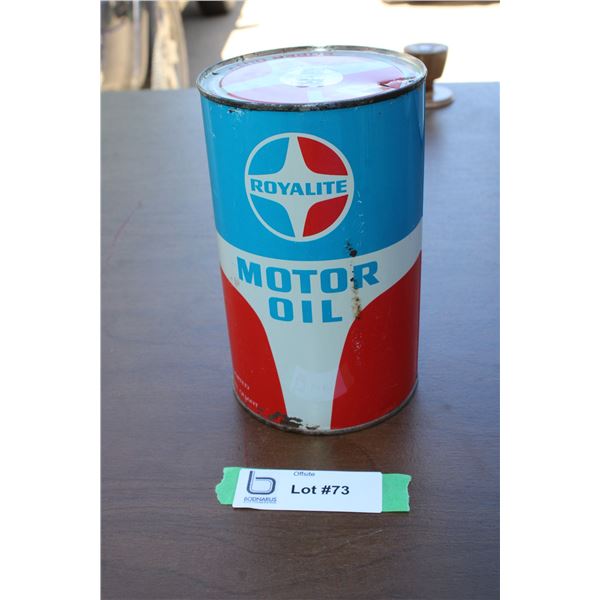 ROYALITE
MOTOR
OIL
Offsite
Lot #73
BODNARUS